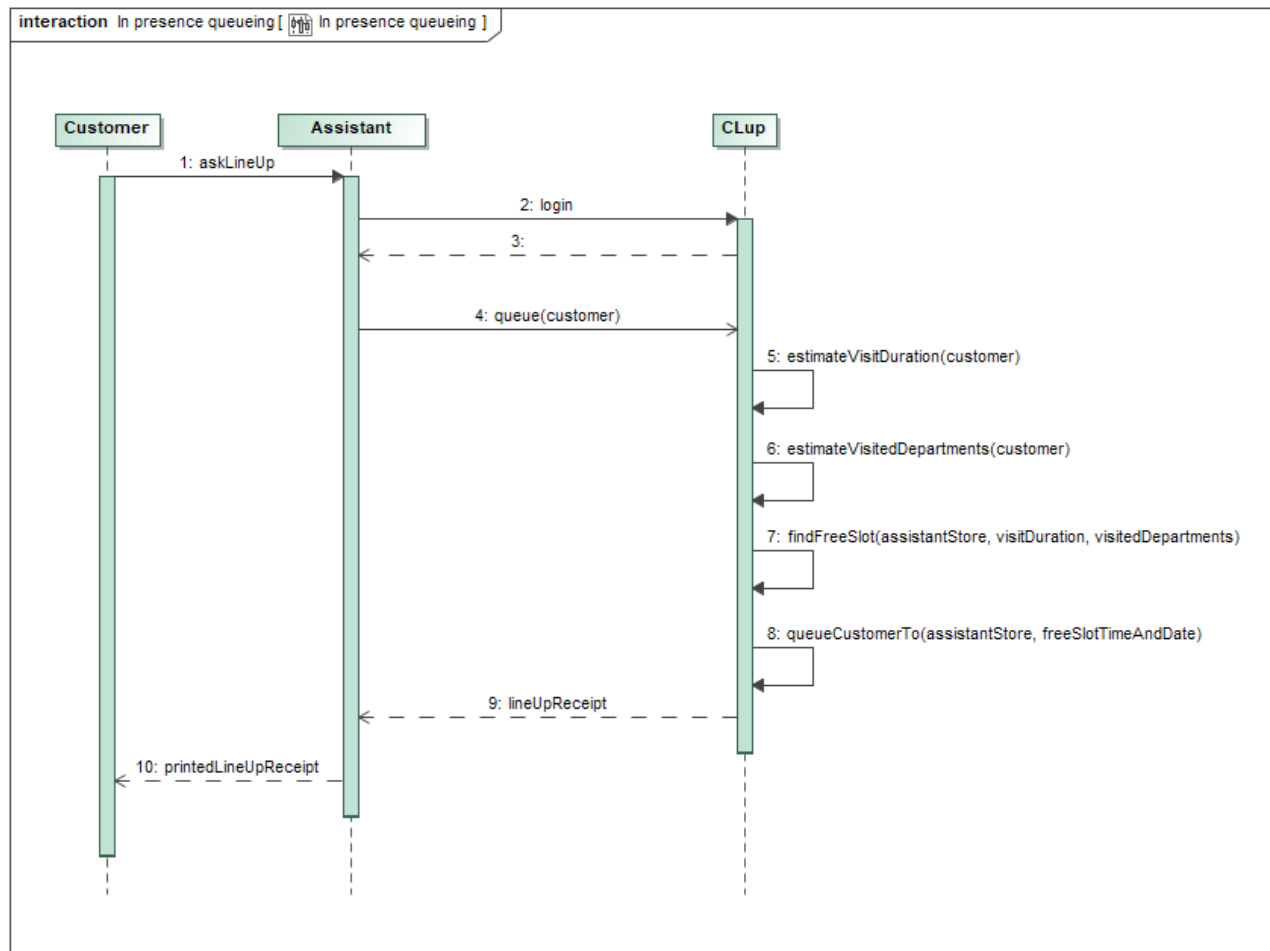 interaction In presence queueing [ In presence queueing ]
Customer
Assistant
CLup
1: askLineUp
2: login
3:
4: queue(customer)
5: estimateVisitDuration(customer)
6: estimateVisitedDepartments(customer)
7: findFreeSlot(assistantStore, visitDuration, visitedDepartments)
8: queueCustomerTo(assistantStore, freeSlotTimeAndDate)
9: lineUpReceipt
10: printedLineUpReceipt